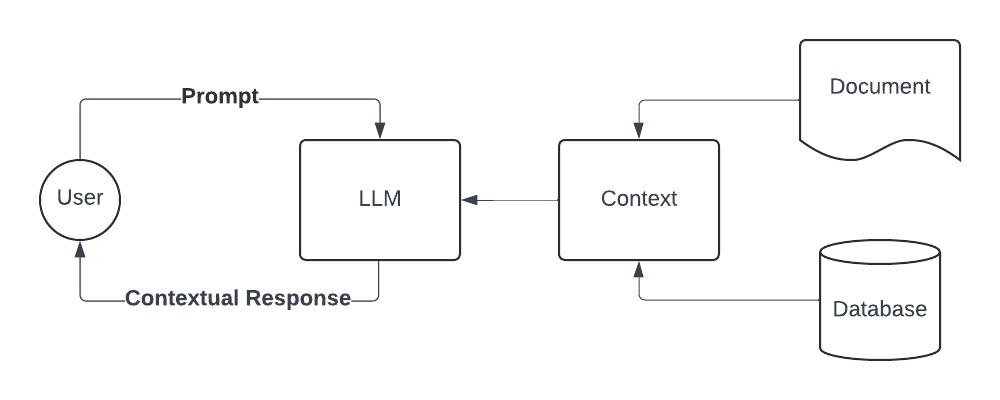 Document
Prompt
User
LLM
Context
Contextual Response
Database